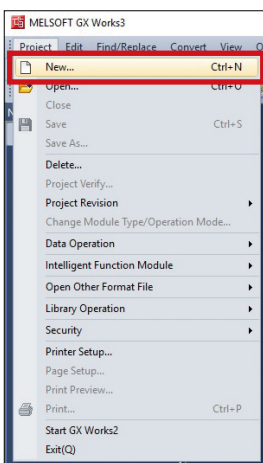 MELSOFT GX Works3
Project Edit Find/Replace Convert View
New... Ctrl+N
Open... Ctrl+O
Close
Save Ctrl+S
Save As...
Delete...
Project Verify...
Project Revision
Change Module Type/Operation Mode...
Data Operation
Intelligent Function Module
Open Other Format File
Library Operation
Security
Printer Setup...
Page Setup...
Print Preview...
Print... Ctrl+P
Start GX Works2
Exit(Q)